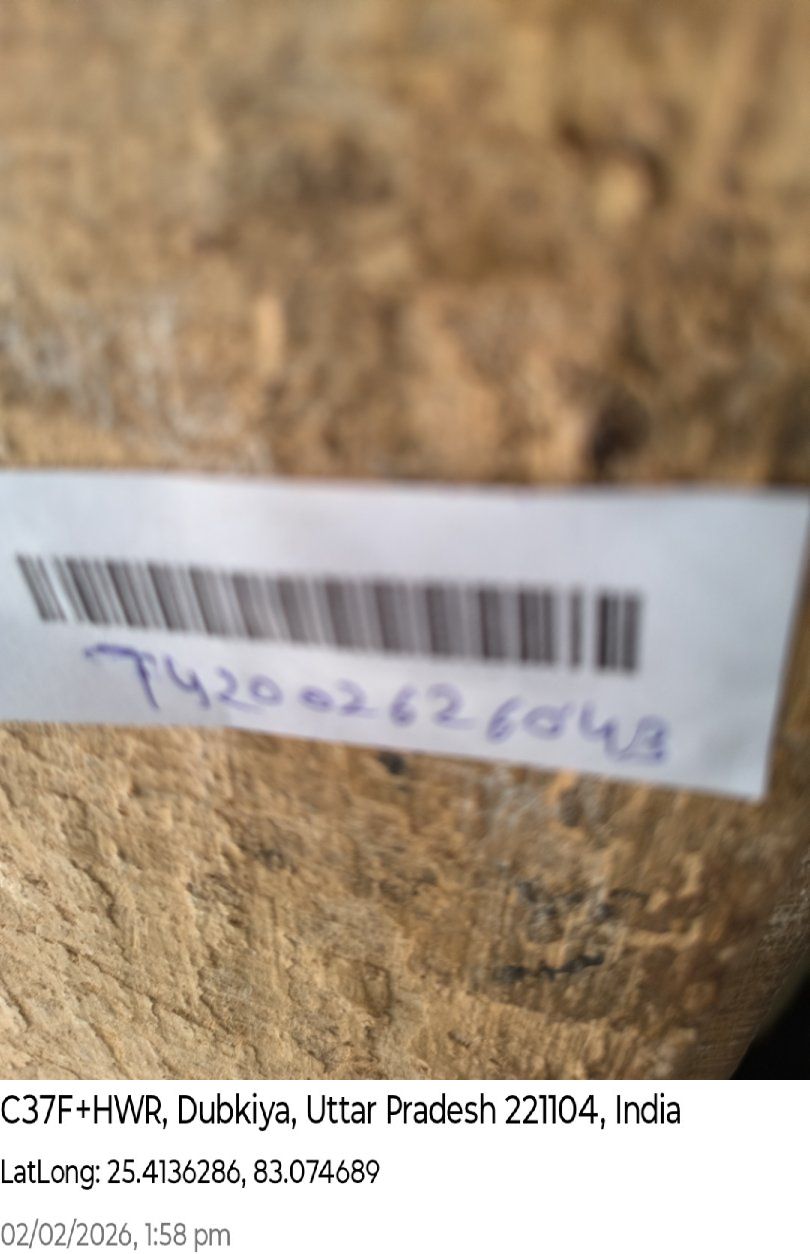 T42002626043
C37F+HWR, Dubkiya, Uttar Pradesh 221104, India
LatLong: 25.4136286, 83.074689
02/02/2026, 1:58 pm